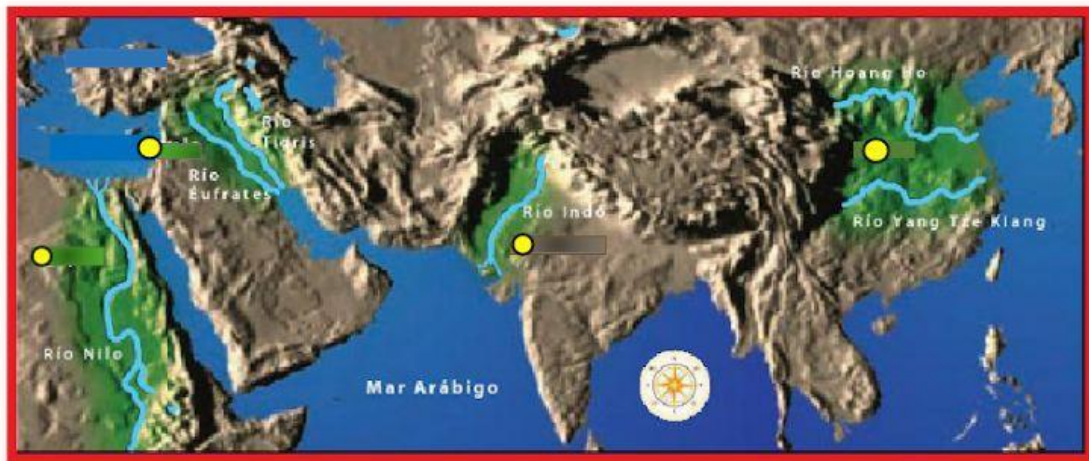 Río Hoang Ho
Río
Tigris
Río
Éufrates
Río Indo
Río Yang Tze Kiang
Río Nilo
Mar Arábigo